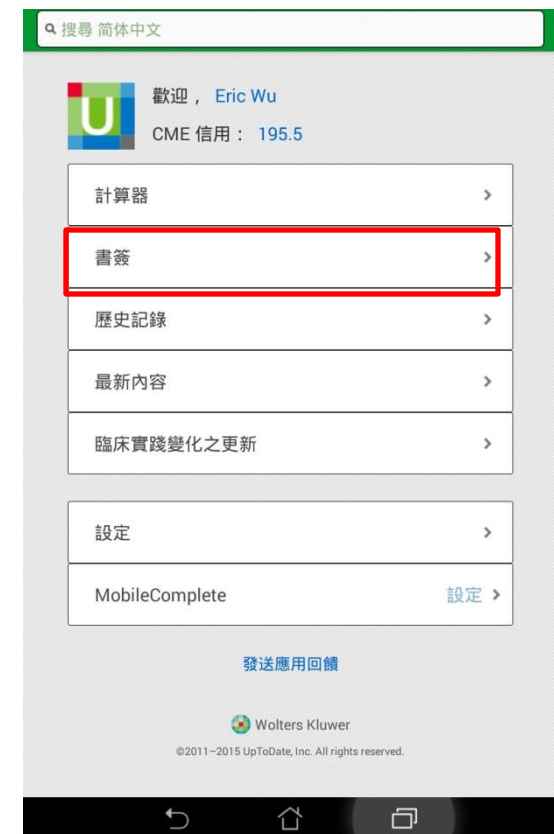 搜尋 简体中文
歡迎， Eric Wu
CME 信用： 195.5
計算器
書簽
歷史記錄
最新內容
臨床實踐變化之更新
設定
MobileComplete 設定
發送應用回饋
Wolters Kluwer
©2011–2015 UpToDate, Inc. All rights reserved.